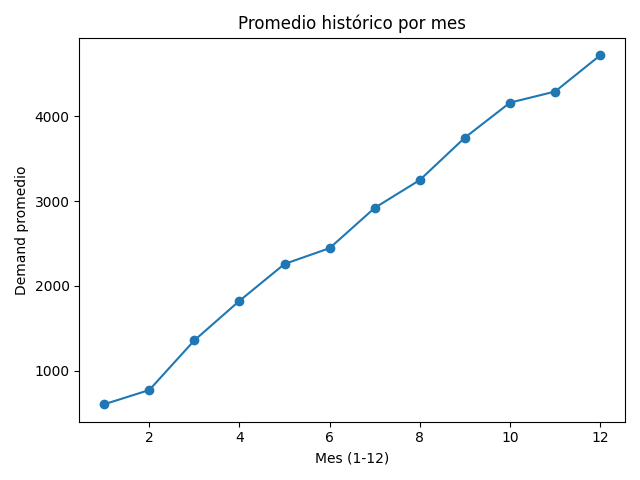 Promedio histórico por mes
Demand promedio
4000
3000
2000
1000
2 4 6 8 10 12
Mes (1-12)